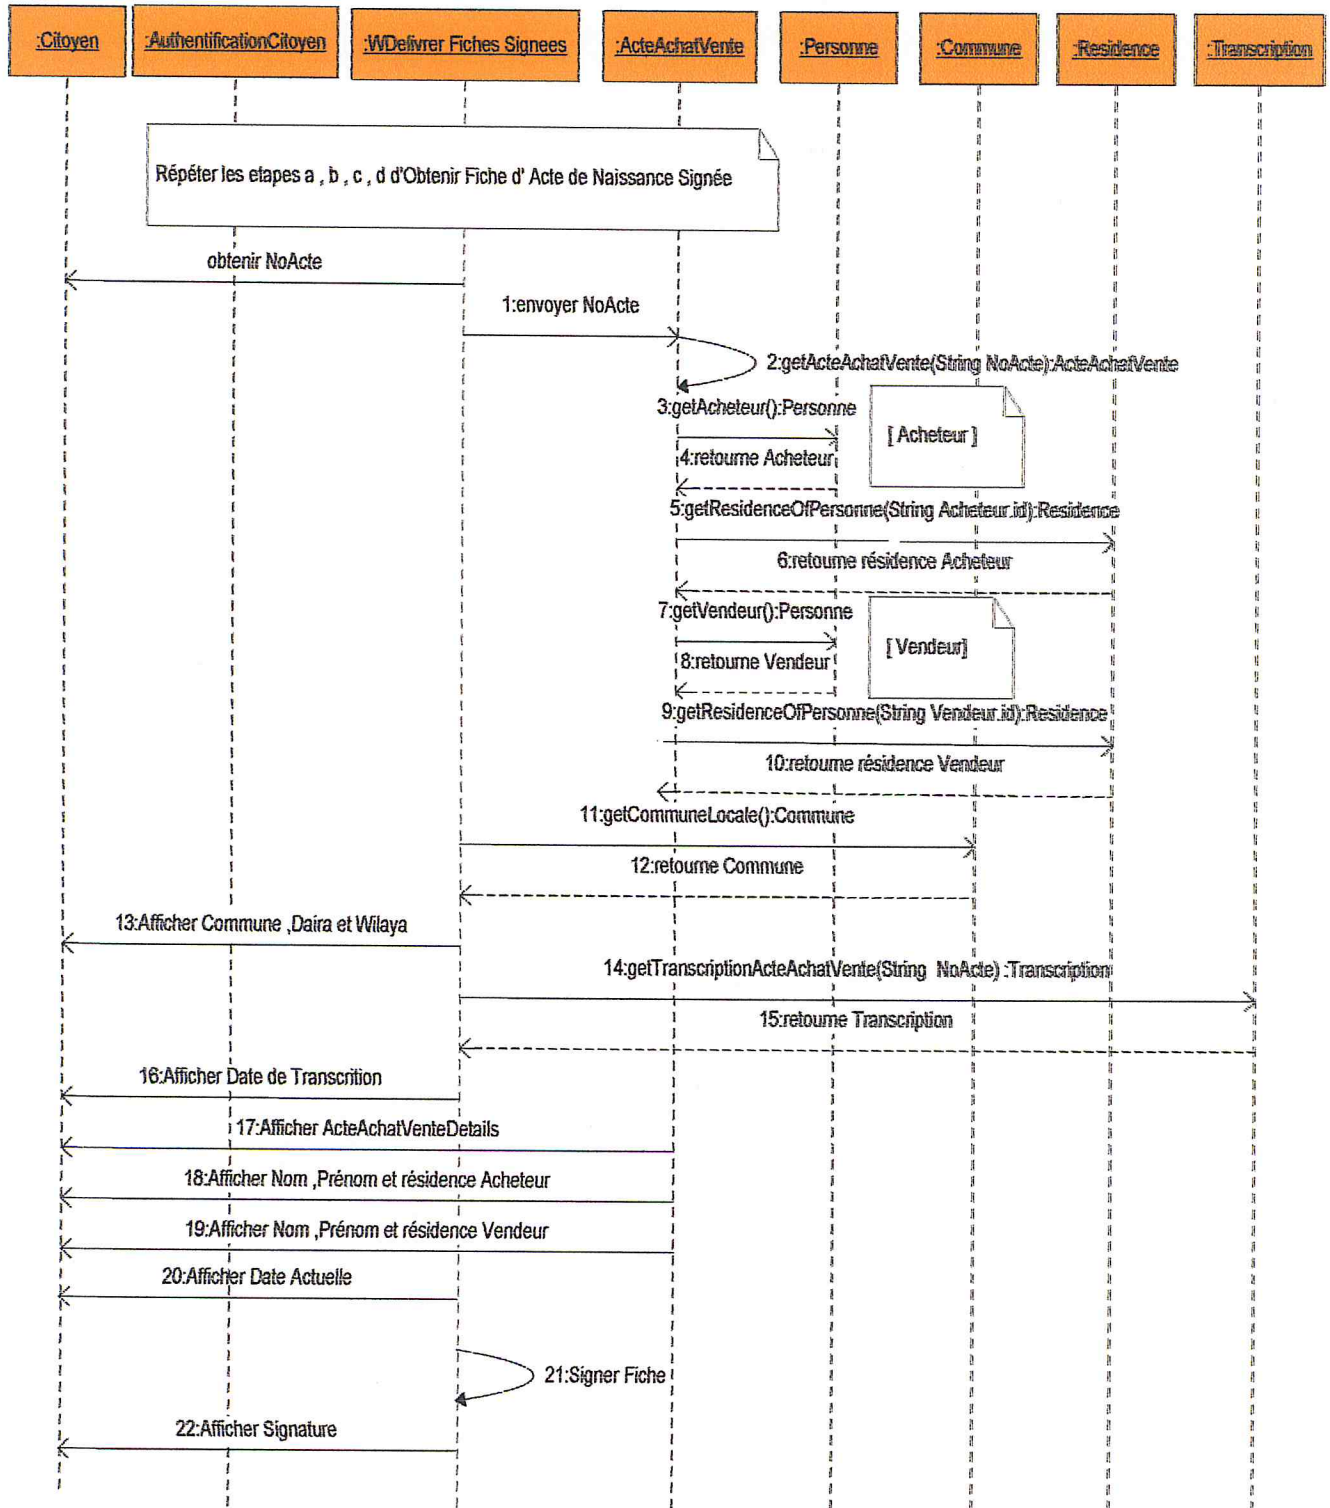 :Citoyen
:AuthentificationCitoyen
:WDelivrer Fiches Signees
:ActeAchatVente
:Personne
:Commune
:Residence
:Transcription
Répéter les etapes a , b , c , d d'Obtenir Fiche d' Acte de Naissance Signée
obtenir NoActe
1:envoyer NoActe
2:getActeAchatVente(String NoActe):ActeAchatVente
3:getAcheteur():Personne
[ Acheteur ]
4:retourne Acheteur
5:getResidenceOfPersonne(String Acheteur.id):Residence
6:retourne résidence Acheteur
7:getVendeur():Personne
[ Vendeur]
8:retourne Vendeur
9:getResidenceOfPersonne(String Vendeur.id):Residence
10:retourne résidence Vendeur
11:getCommuneLocale():Commune
12:retourne Commune
13:Afficher Commune ,Daira et Wilaya
14:getTranscriptionActeAchatVente(String NoActe) :Transcription
15:retourne Transcription
16:Afficher Date de Transcrition
17:Afficher ActeAchatVenteDetails
18:Afficher Nom ,Prénom et résidence Acheteur
19:Afficher Nom ,Prénom et résidence Vendeur
20:Afficher Date Actuelle
21:Signer Fiche
22:Afficher Signature